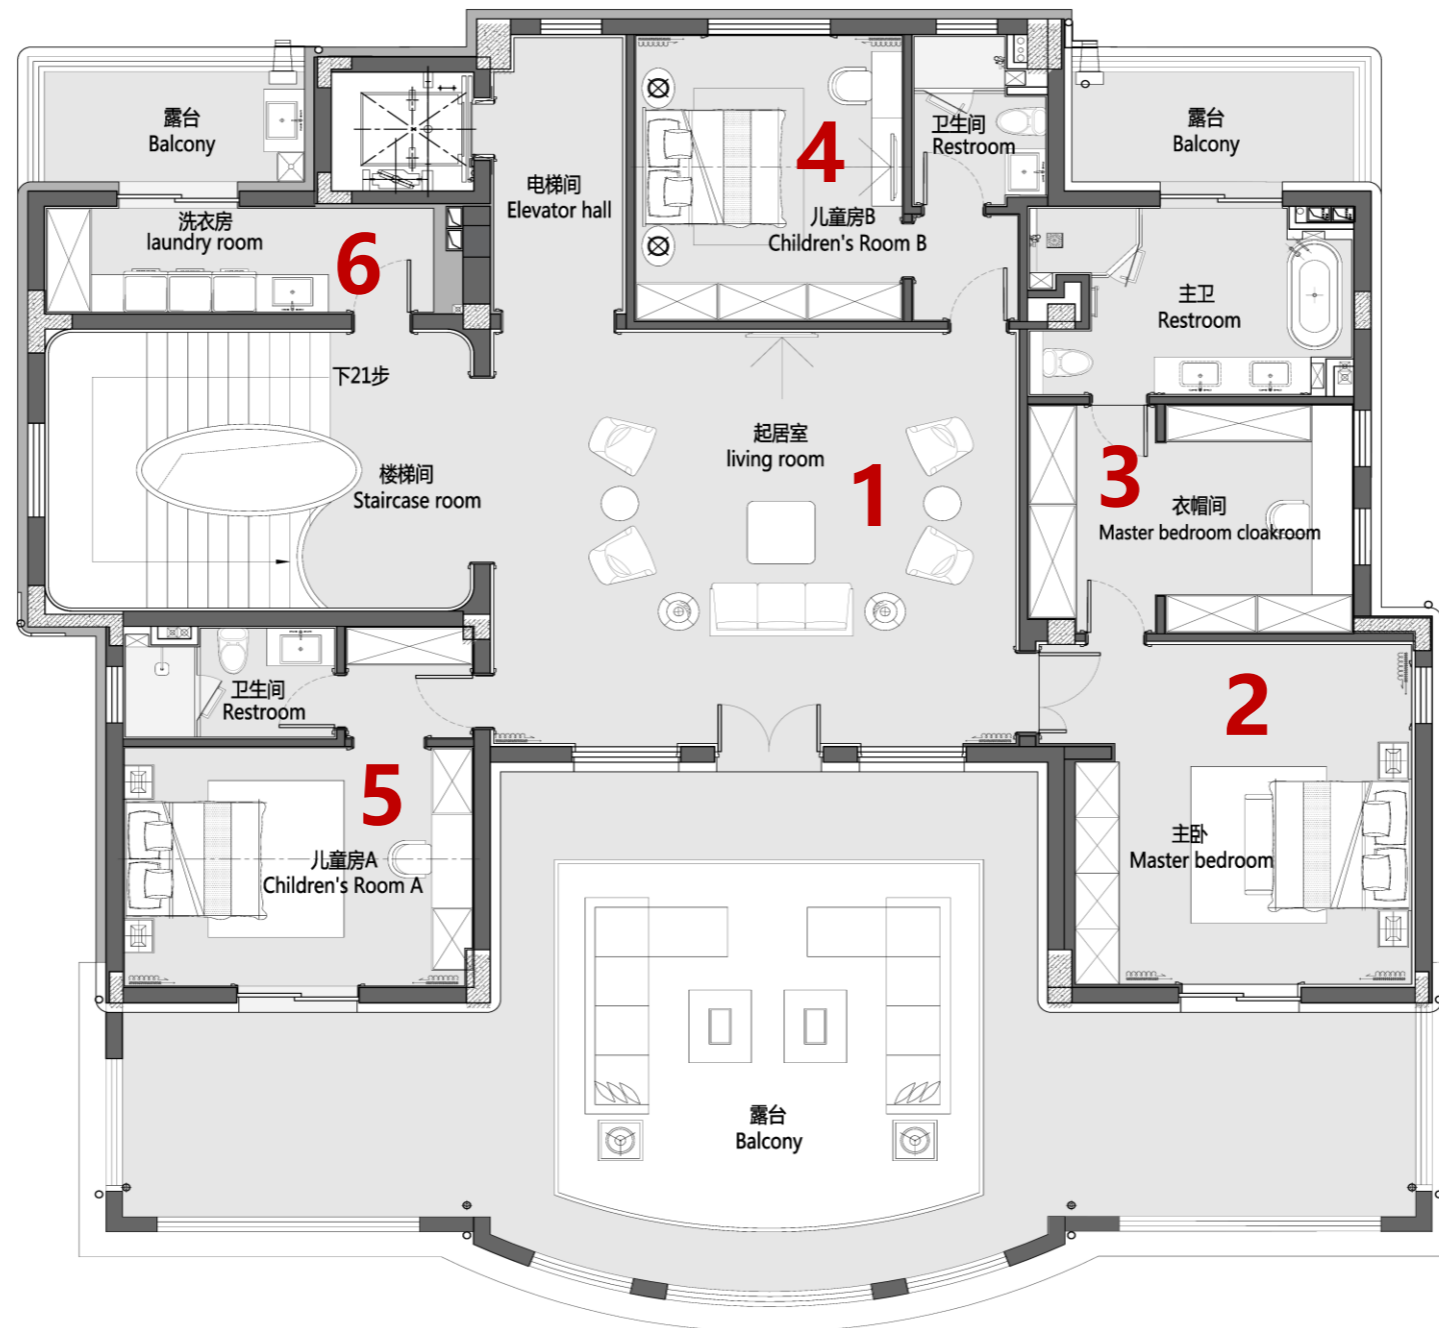 露台
Balcony
洗衣房
laundry room
6
电梯间
Elevator hall
4
儿童房B
Children's Room B
卫生间
Restroom
露台
Balcony
主卫
Restroom
下21步
楼梯间
Staircase room
起居室
living room
1
3
衣帽间
Master bedroom cloakroom
卫生间
Restroom
2
主卧
Master bedroom
5
儿童房A
Children's Room A
露台
Balcony